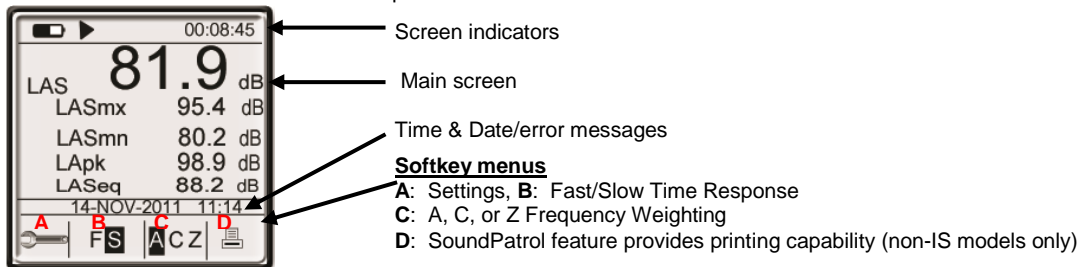 00:08:45
Screen indicators
LAS 81.9 dB
Main screen
LASmx 95.4 dB
LASmn 80.2 dB
Time & Date/error messages
LApk 98.9 dB
LASeq 88.2 dB
Softkey menus
14-NOV-2011 11:14
A: Settings, B: Fast/Slow Time Response
A B C D
F S A C Z
C: A, C, or Z Frequency Weighting
D: SoundPatrol feature provides printing capability (non-IS models only)